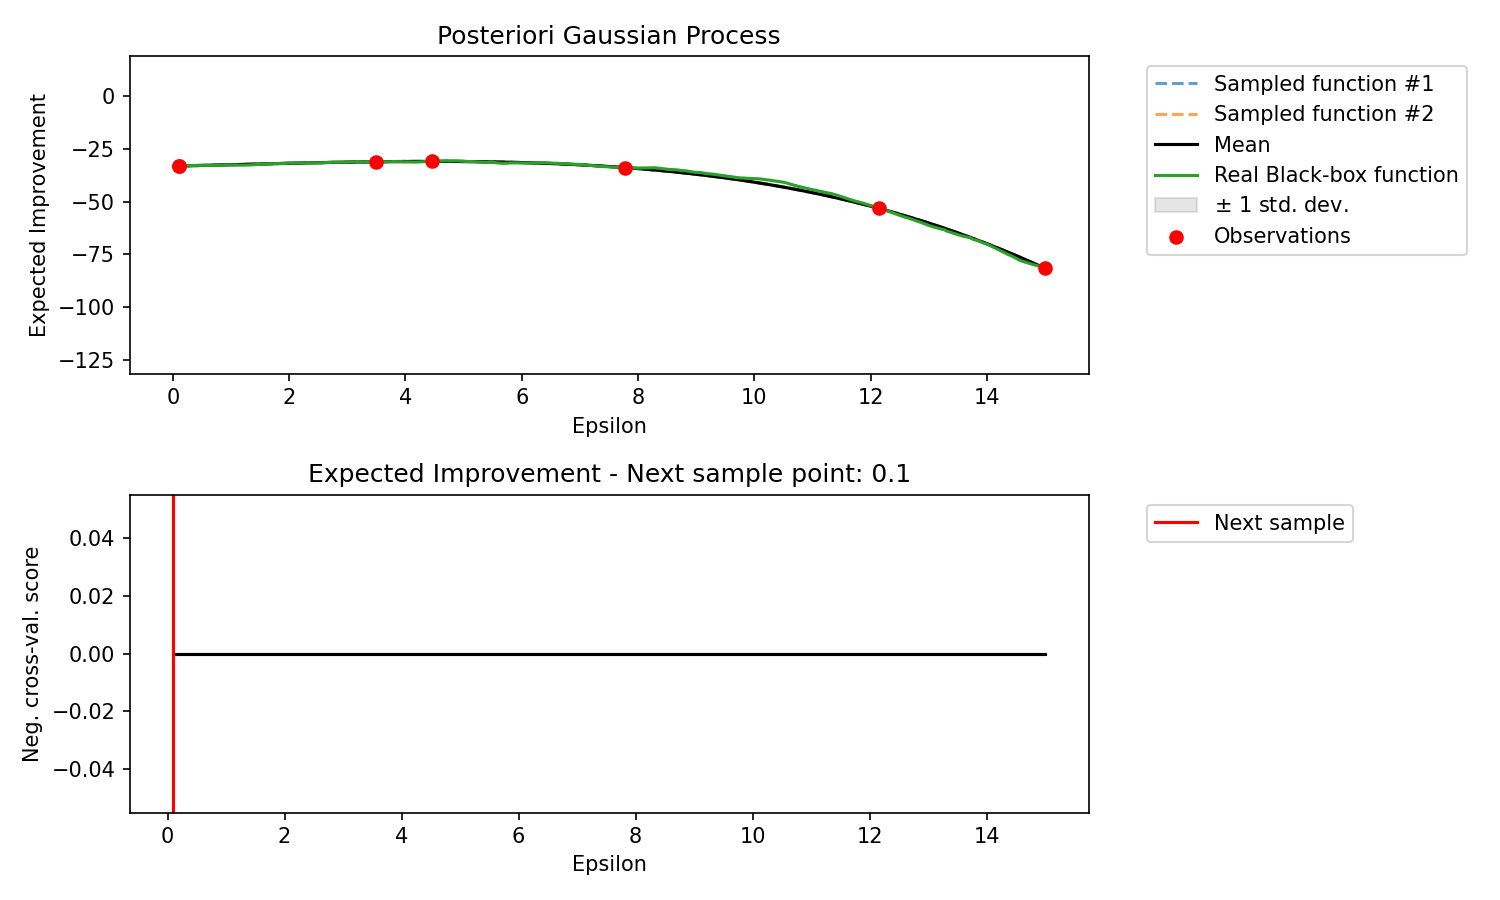 Posteriori Gaussian Process
Expected Improvement
0
−25
−50
−75
−100
−125
0 2 4 6 8 10 12 14
Epsilon
Sampled function #1
Sampled function #2
Mean
Real Black-box function
± 1 std. dev.
Observations
Expected Improvement - Next sample point: 0.1
Neg. cross-val. score
0.04
0.02
0.00
−0.02
−0.04
0 2 4 6 8 10 12 14
Epsilon
Next sample